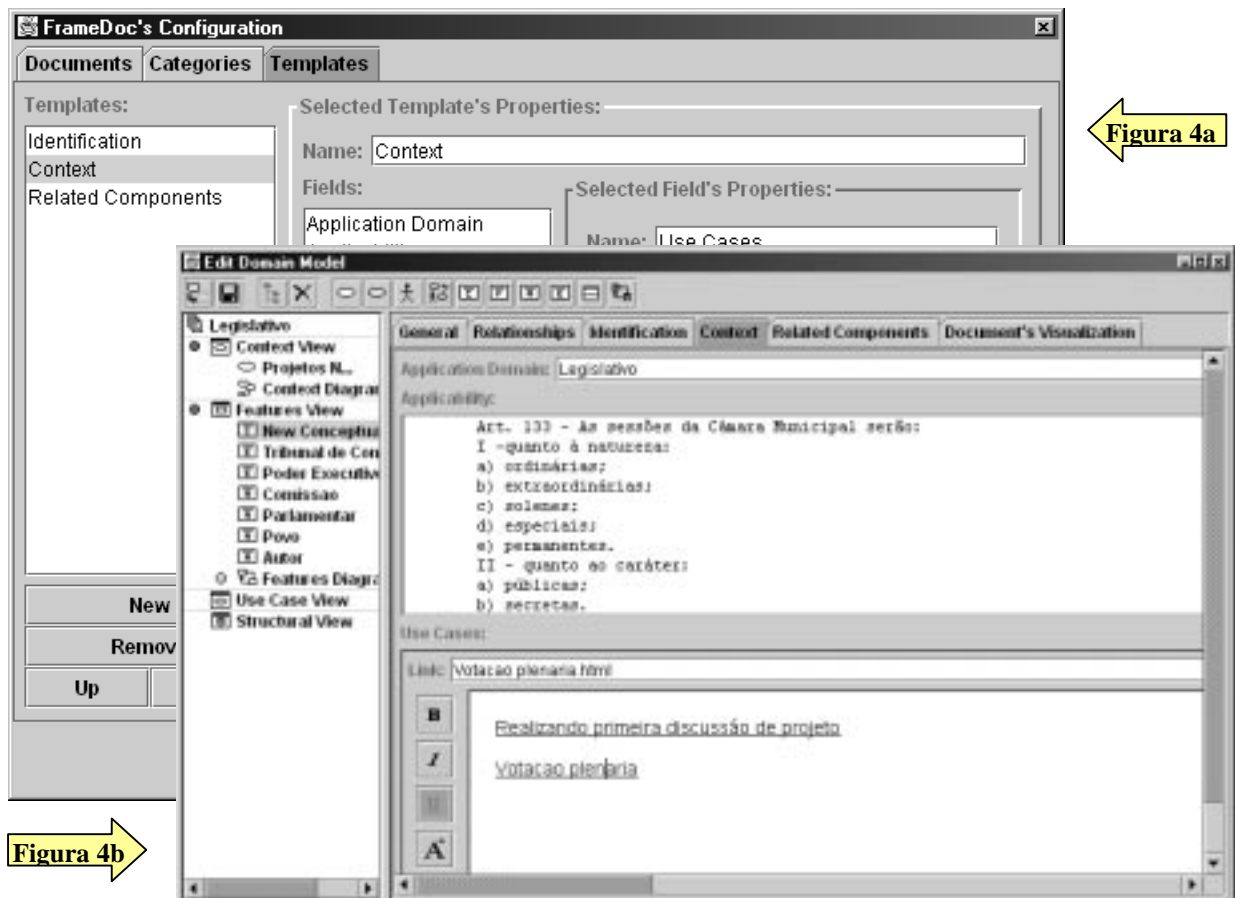 FrameDoc's Configuration
Documents Categories Templates
Templates:
Identification
Context
Related Components
Selected Template's Properties:
Name: Context
Fields:
Application Domain
Selected Field's Properties:
Name: Use Cases
New
Remov
Up
Figura 4a
Edit Domain Model
Legislativo
Context View
Projetos N...
Context Diagrar
Features View
New Conceptua
Tribunal de Con
Poder Executive
Comissao
Parlamentar
Povo
Autor
Features Diagra
Use Case View
Structural View
General Relationships Identification Context Related Components Document's Visualization
Application Domain: Legislativo
Applicability:
Art. 133 - As sessões da Câmara Municipal serão:
I -quanto à natureza:
a) ordinárias;
b) extraordinárias;
c) solenes;
d) especiais;
e) permanentes.
II - quanto ao caráter:
a) públicas;
b) secretas.
Use Cases:
Link: Votacao plenaria.html
B
Realizando primeira discussão de projeto
I
Votacao plenaria
U
A
Figura 4b